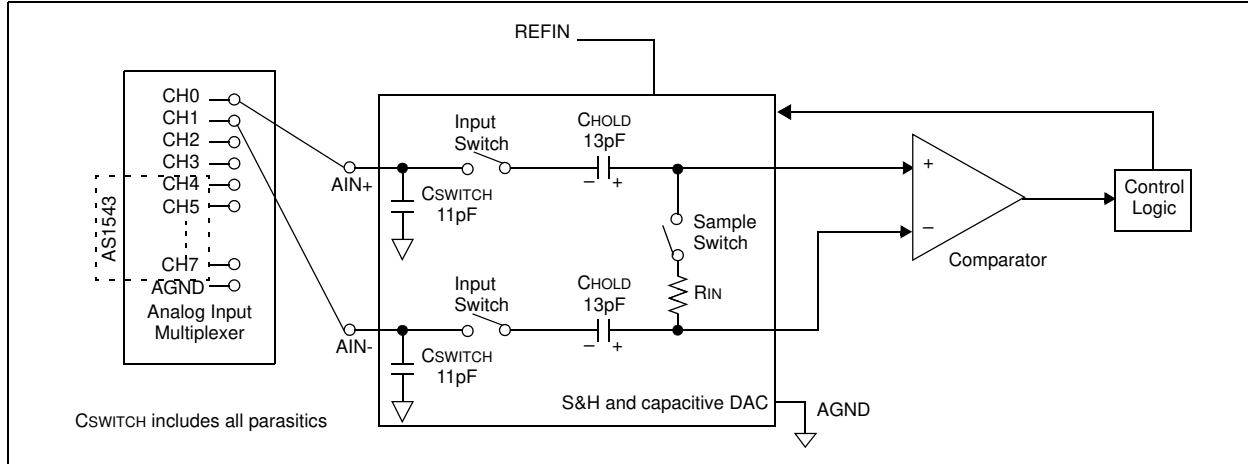 REFIN
CH0
CH1
CH2
CH3
CH4
CH5
CH7
AGND
AS1543
Analog Input
Multiplexer
AIN+
AIN-
Input
Switch
CHOLD
13pF
– +
CSWITCH
11pF
Sample
Switch
RIN
Input
Switch
CHOLD
13pF
– +
CSWITCH
11pF
S&H and capacitive DAC
AGND
+
–
Comparator
Control
Logic
CSWITCH includes all parasitics